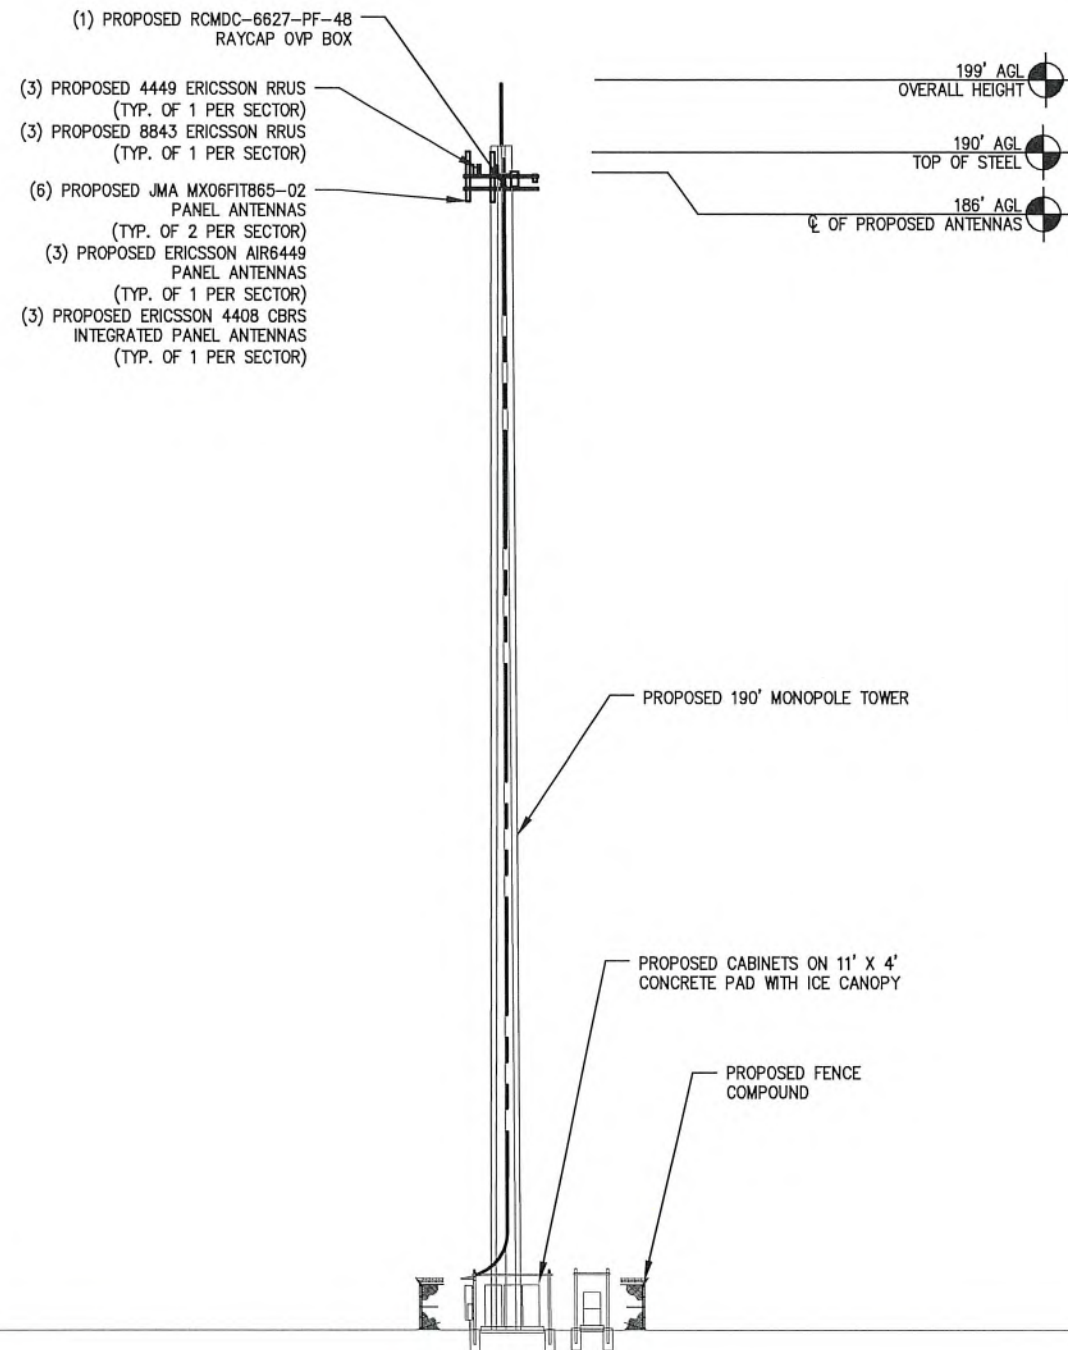 (1) PROPOSED RCMDC-6627-PF-48
RAYCAP OVP BOX
(3) PROPOSED 4449 ERICSSON RRUS
(TYP. OF 1 PER SECTOR)
(3) PROPOSED 8843 ERICSSON RRUS
(TYP. OF 1 PER SECTOR)
(6) PROPOSED JMA MX06FIT865-02
PANEL ANTENNAS
(TYP. OF 2 PER SECTOR)
(3) PROPOSED ERICSSON AIR6449
PANEL ANTENNAS
(TYP. OF 1 PER SECTOR)
(3) PROPOSED ERICSSON 4408 CBRS
INTEGRATED PANEL ANTENNAS
(TYP. OF 1 PER SECTOR)
199' AGL
OVERALL HEIGHT
190' AGL
TOP OF STEEL
186' AGL
℄ OF PROPOSED ANTENNAS
PROPOSED 190' MONOPOLE TOWER
PROPOSED CABINETS ON 11' X 4'
CONCRETE PAD WITH ICE CANOPY
PROPOSED FENCE
COMPOUND